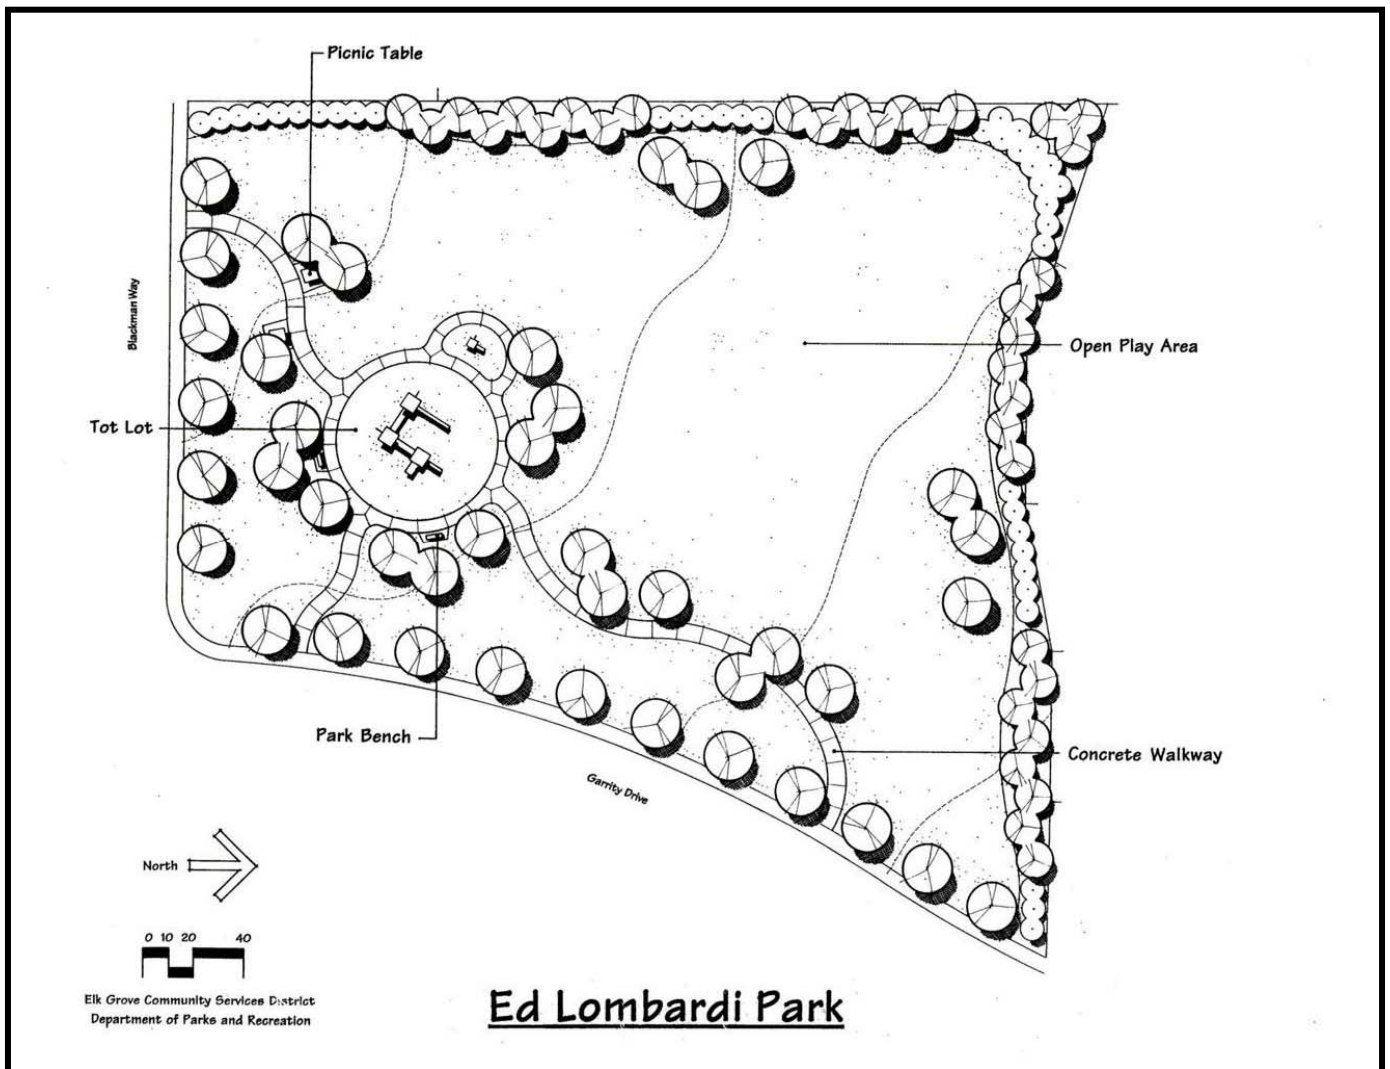 Picnic Table
Blackman Way
Open Play Area
Tot Lot
Park Bench
Concrete Walkway
Garrity Drive
North
0 10 20 40
Elk Grove Community Services District
Department of Parks and Recreation
Ed Lombardi Park